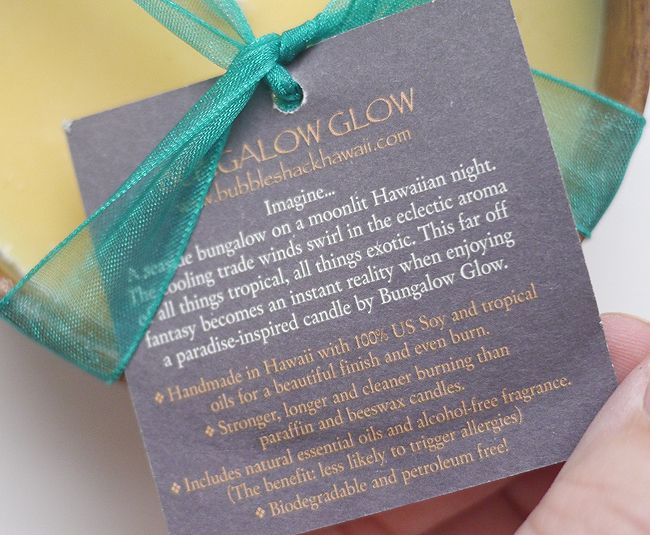 BUNGALOW GLOW
www.bubbleshackhawaii.com
Imagine...
A seaside bungalow on a moonlit Hawaiian night.
The cooling trade winds swirl in the eclectic aroma
all things tropical, all things exotic. This far off
fantasy becomes an instant reality when enjoying
a paradise-inspired candle by Bungalow Glow.
❖ Handmade in Hawaii with 100% US Soy and tropical
oils for a beautiful finish and even burn.
❖ Stronger, longer and cleaner burning than
paraffin and beeswax candles.
❖ Includes natural essential oils and alcohol-free fragrance.
(The benefit: less likely to trigger allergies)
❖ Biodegradable and petroleum free!